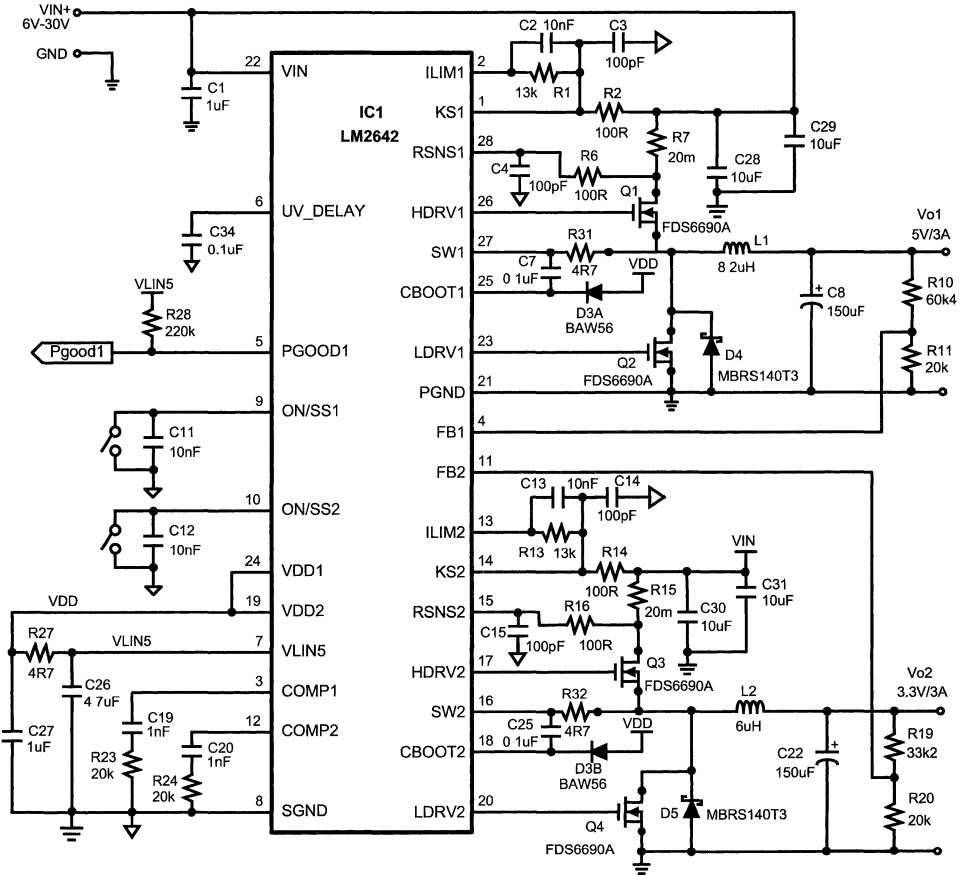 VIN+
6V-30V
GND
C1
1uF
22
VIN
IC1
LM2642
ILIM1
2
C2
10nF
C3
100pF
13k
R1
KS1
1
R2
100R
R7
20m
C28
10uF
C29
10uF
RSNS1
28
C4
100pF
R6
100R
6
UV_DELAY
C34
0.1uF
HDRV1
26
Q1
FDS6690A
SW1
27
R31
4R7
C7
0 1uF
VDD
L1
8 2uH
Vo1
5V/3A
CBOOT1
25
D3A
BAW56
C8
+
150uF
R10
60k4
VLIN5
R28
220k
Pgood1
5
PGOOD1
LDRV1
23
Q2
FDS6690A
D4
MBRS140T3
R11
20k
PGND
21
9
ON/SS1
C11
10nF
FB1
4
FB2
11
10
ON/SS2
C12
10nF
C13
10nF
C14
100pF
ILIM2
13
R13
13k
24
VDD1
KS2
14
R14
100R
VIN
R15
20m
C30
10uF
C31
10uF
VDD
19
VDD2
RSNS2
15
C15
100pF
R16
100R
R27
4R7
VLIN5
7
VLIN5
HDRV2
17
Q3
FDS6690A
C26
4 7uF
3
COMP1
C19
1nF
SW2
16
R32
4R7
C25
0 1uF
VDD
L2
6uH
Vo2
3.3V/3A
C27
1uF
12
COMP2
C20
1nF
R23
20k
R24
20k
CBOOT2
18
D3B
BAW56
C22
+
150uF
R19
33k2
8
SGND
LDRV2
20
Q4
FDS6690A
D5
MBRS140T3
R20
20k